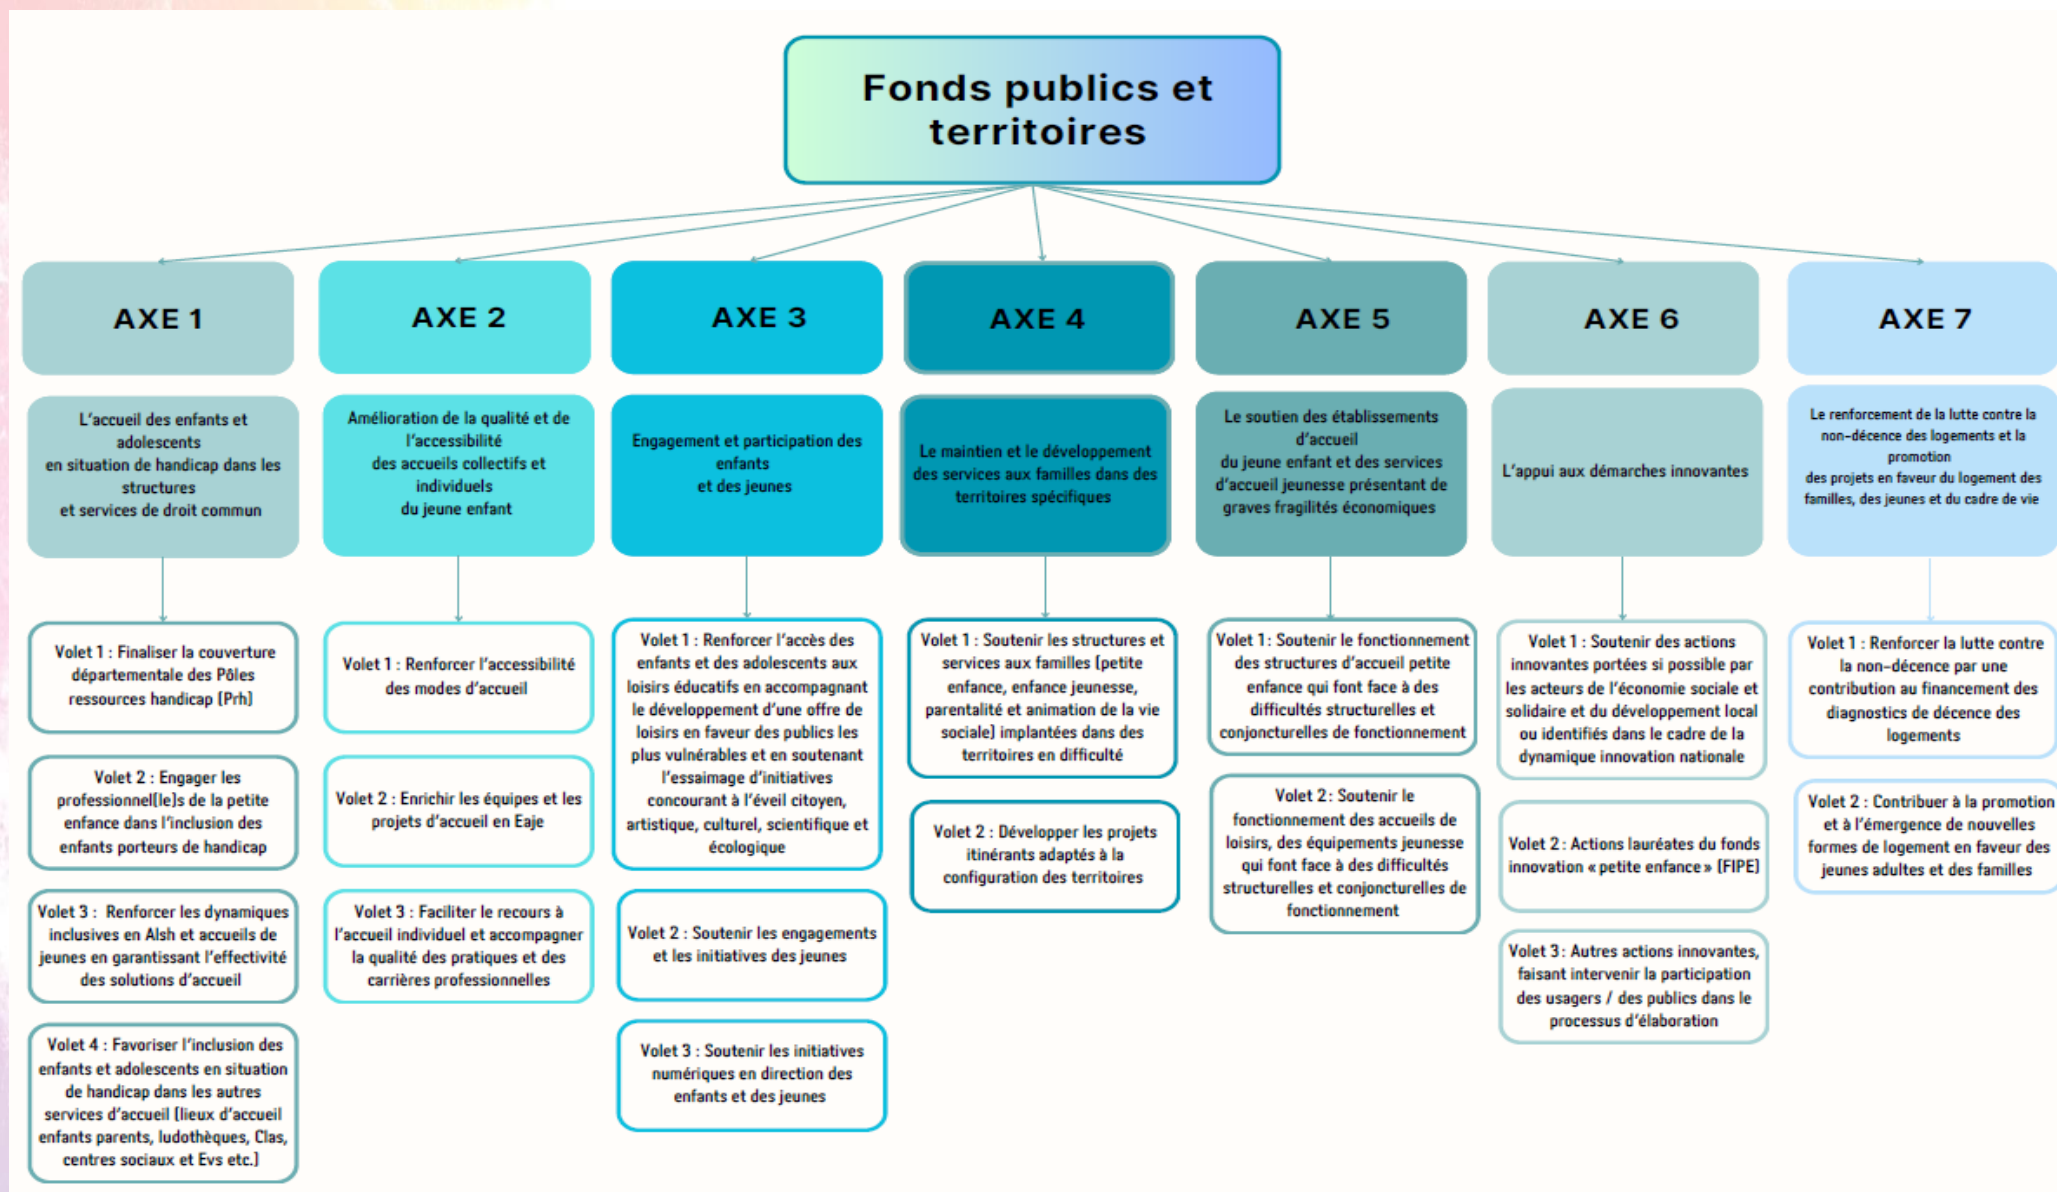 Fonds publics et
territoires
AXE 1
AXE 2
AXE 3
AXE 4
AXE 5
AXE 6
AXE 7
L'accueil des enfants et
adolescents
en situation de handicap dans les
structures
et services de droit commun
Amélioration de la qualité et de
l'accessibilité
des accueils collectifs et
individuels
du jeune enfant
Engagement et participation des
enfants
et des jeunes
Le maintien et le développement
des services aux familles dans des
territoires spécifiques
Le soutien des établissements
d'accueil
du jeune enfant et des services
d'accueil jeunesse présentant de
graves fragilités économiques
L'appui aux démarches innovantes
Le renforcement de la lutte contre la
non-décence des logements et la
promotion
des projets en faveur du logement des
familles, des jeunes et du cadre de vie
Volet 1 : Finaliser la couverture
départementale des Pôles
ressources handicap (Prh)
Volet 2 : Engager les
professionnel(le)s de la petite
enfance dans l'inclusion des
enfants porteurs de handicap
Volet 3 : Renforcer les dynamiques
inclusives en Alsh et accueils de
jeunes en garantissant l'effectivité
des solutions d'accueil
Volet 4 : Favoriser l'inclusion des
enfants et adolescents en situation
de handicap dans les autres
services d'accueil (lieux d'accueil
enfants parents, ludothèques, Clas,
centres sociaux et Evs etc.)
Volet 1 : Renforcer l'accessibilité
des modes d'accueil
Volet 2 : Enrichir les équipes et les
projets d'accueil en Eaje
Volet 3 : Faciliter le recours à
l'accueil individuel et accompagner
la qualité des pratiques et des
carrières professionnelles
Volet 1 : Renforcer l'accès des
enfants et des adolescents aux
loisirs éducatifs en accompagnant
le développement d'une offre de
loisirs en faveur des publics les
plus vulnérables et en soutenant
l'essaimage d'initiatives
concourant à l'éveil citoyen,
artistique, culturel, scientifique et
écologique
Volet 2 : Soutenir les engagements
et les initiatives des jeunes
Volet 3 : Soutenir les initiatives
numériques en direction des
enfants et des jeunes
Volet 1 : Soutenir les structures et
services aux familles (petite
enfance, enfance jeunesse,
parentalité et animation de la vie
sociale) implantées dans des
territoires en difficulté
Volet 2 : Développer les projets
itinérants adaptés à la
configuration des territoires
Volet 1: Soutenir le fonctionnement
des structures d'accueil petite
enfance qui font face à des
difficultés structurelles et
conjoncturelles de fonctionnement
Volet 2: Soutenir le
fonctionnement des accueils de
loisirs, des équipements jeunesse
qui font face à des difficultés
structurelles et conjoncturelles de
fonctionnement
Volet 1 : Soutenir des actions
innovantes portées si possible par
les acteurs de l'économie sociale et
solidaire et du développement local
ou identifiés dans le cadre de la
dynamique innovation nationale
Volet 2 : Actions lauréates du fonds
innovation « petite enfance » (FIPE)
Volet 3 : Autres actions innovantes,
faisant intervenir la participation
des usagers / des publics dans le
processus d'élaboration
Volet 1 : Renforcer la lutte contre
la non-décence par une
contribution au financement des
diagnostics de décence des
logements
Volet 2 : Contribuer à la promotion
et à l'émergence de nouvelles
formes de logement en faveur des
jeunes adultes et des familles